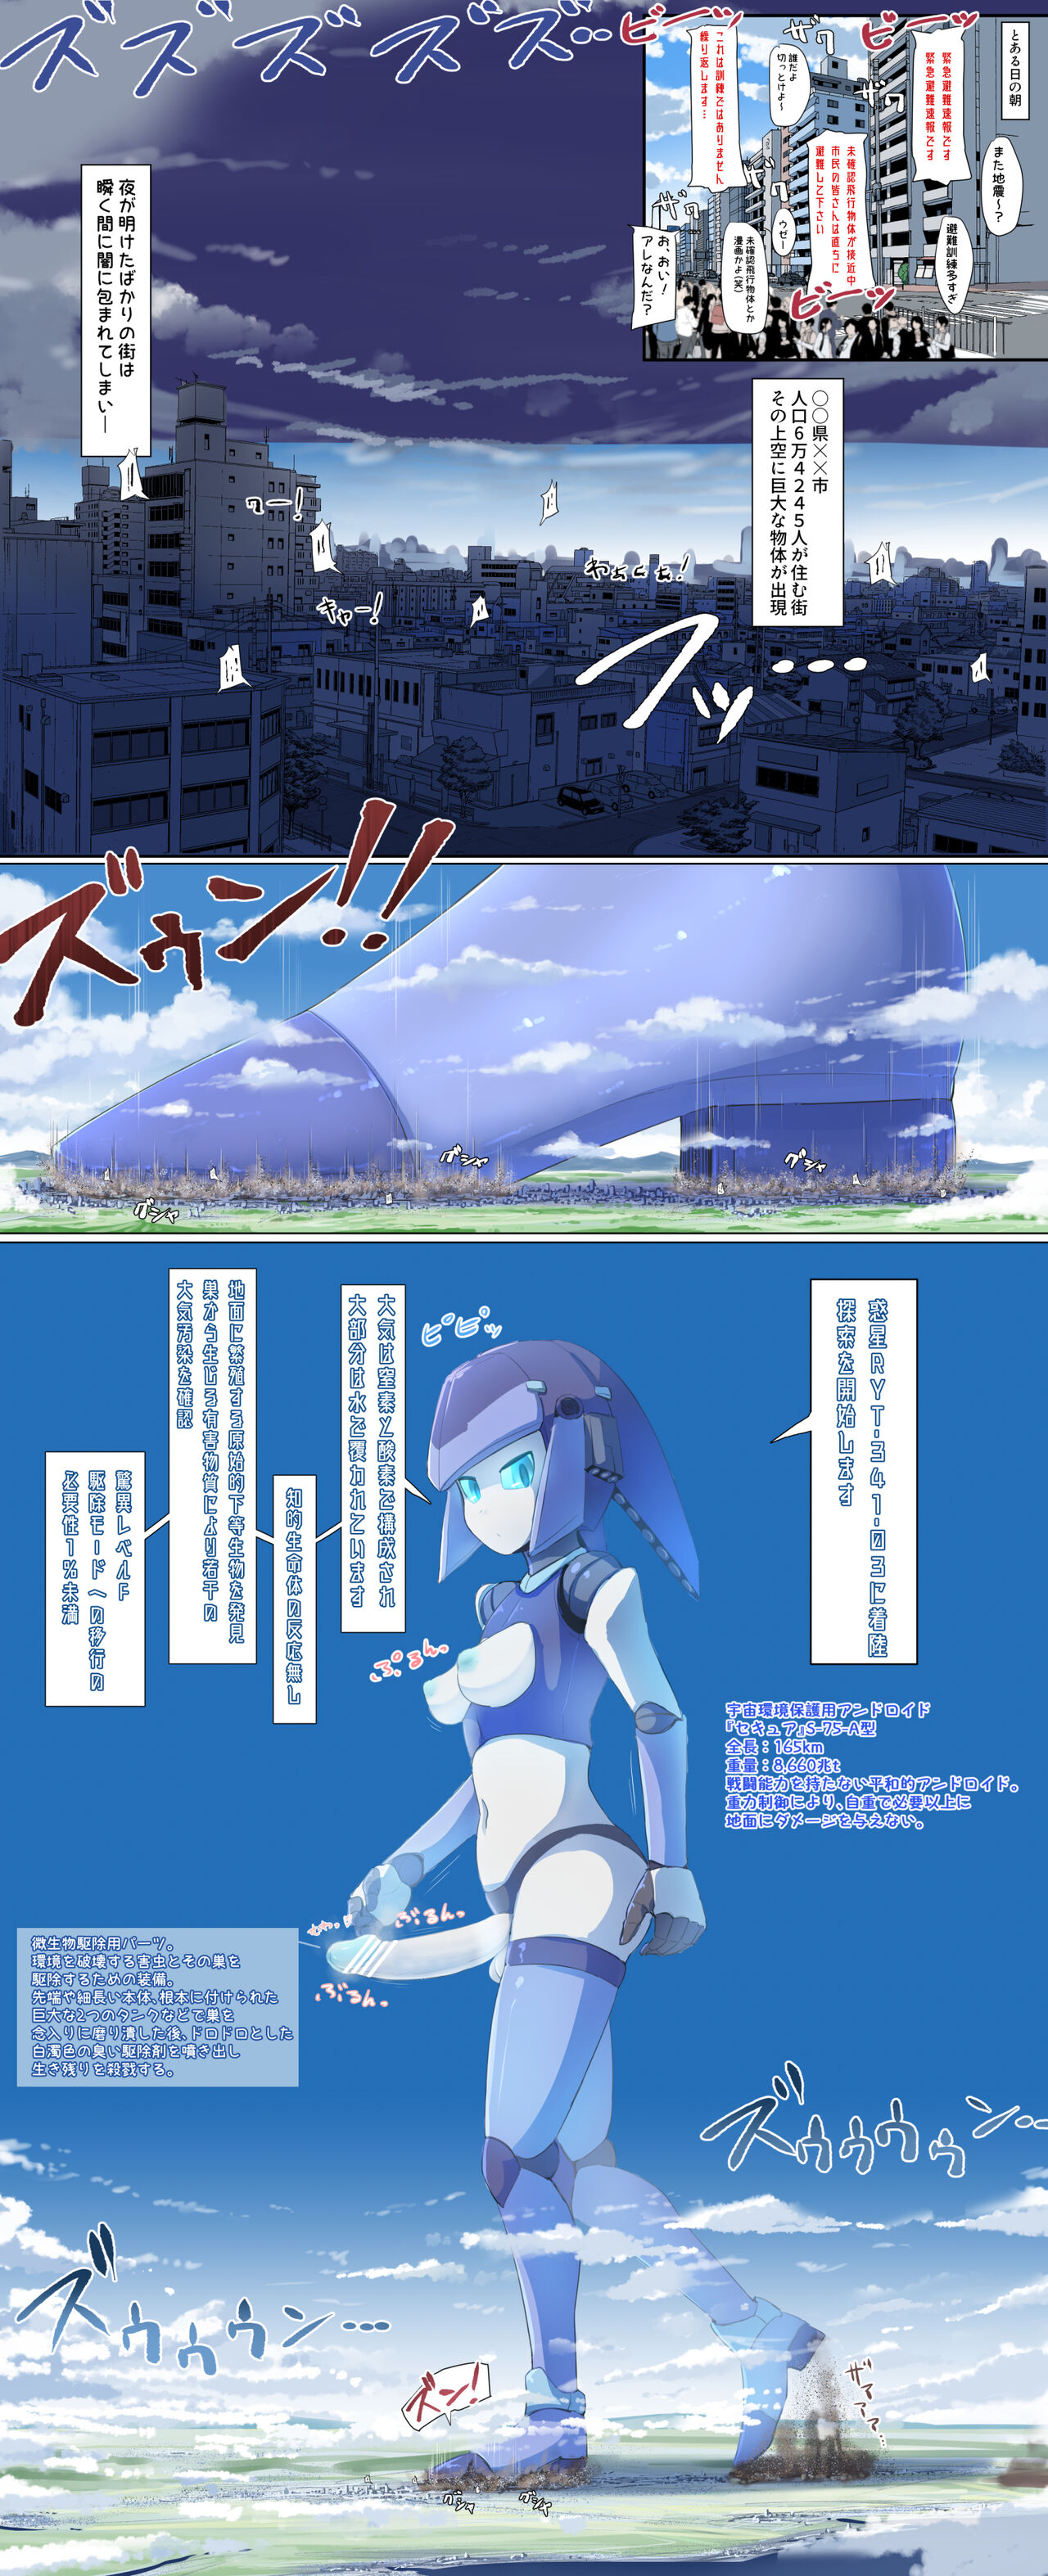 とある日の朝
また地震〜?
ビーッ
緊急避難速報です
緊急避難速報です
避難訓練多すぎ
ザワ
ザワ
未確認飛行物体が接近中
市民の皆さんは直ちに
避難して下さい
ビーッ
誰だよ
切っとけよ〜
ウゼー
未確認飛行物体とか
漫画かよ(笑)
ザワ
ビーッ
これは訓練ではありません
繰り返します…
ザワ
お、おい!
アレなんだ?
ズズズズズ…
○○県××市
人口6万4245人が住む街
その上空に巨大な物体が出現
夜が明けたばかりの街は
瞬く間に闇に包まれてしまい―
ワー!
キャー!
わぁぁぁ!
フッ…
ズゥン!!
グシャ
グシャ
グシャ
惑星RYT-341-03に着陸
探索を開始します
ピピピッ
大気は窒素と酸素で構成され
大部分は水で覆われています
知的生命体の反応無し
地面に繁殖する原始的下等生物を発見
巣から生じる有害物質により若干の
大気汚染を確認
驚異レベルF
駆除モードへの移行の
必要性1%未満
ぷるんっ
宇宙環境保護用アンドロイド
『セキュア』S-75-A型
全長：165km
重量：8,660兆t
戦闘能力を持たない平和的アンドロイド。
重力制御により、自重で必要以上に
地面にダメージを与えない。
ぶるんっ
むわっ
ぶるんっ
微生物駆除用パーツ。
環境を破壊する害虫とその巣を
駆除するための装備。
先端や細長い本体、根本に付けられた
巨大な2つのタンクなどで巣を
念入りに磨り潰した後、ドロドロとした
白濁色の臭い駆除剤を噴き出し
生き残りを殺戮する。
ズゥゥゥゥン…
ズゥゥゥン…
ズン!
グシャ
グシャ